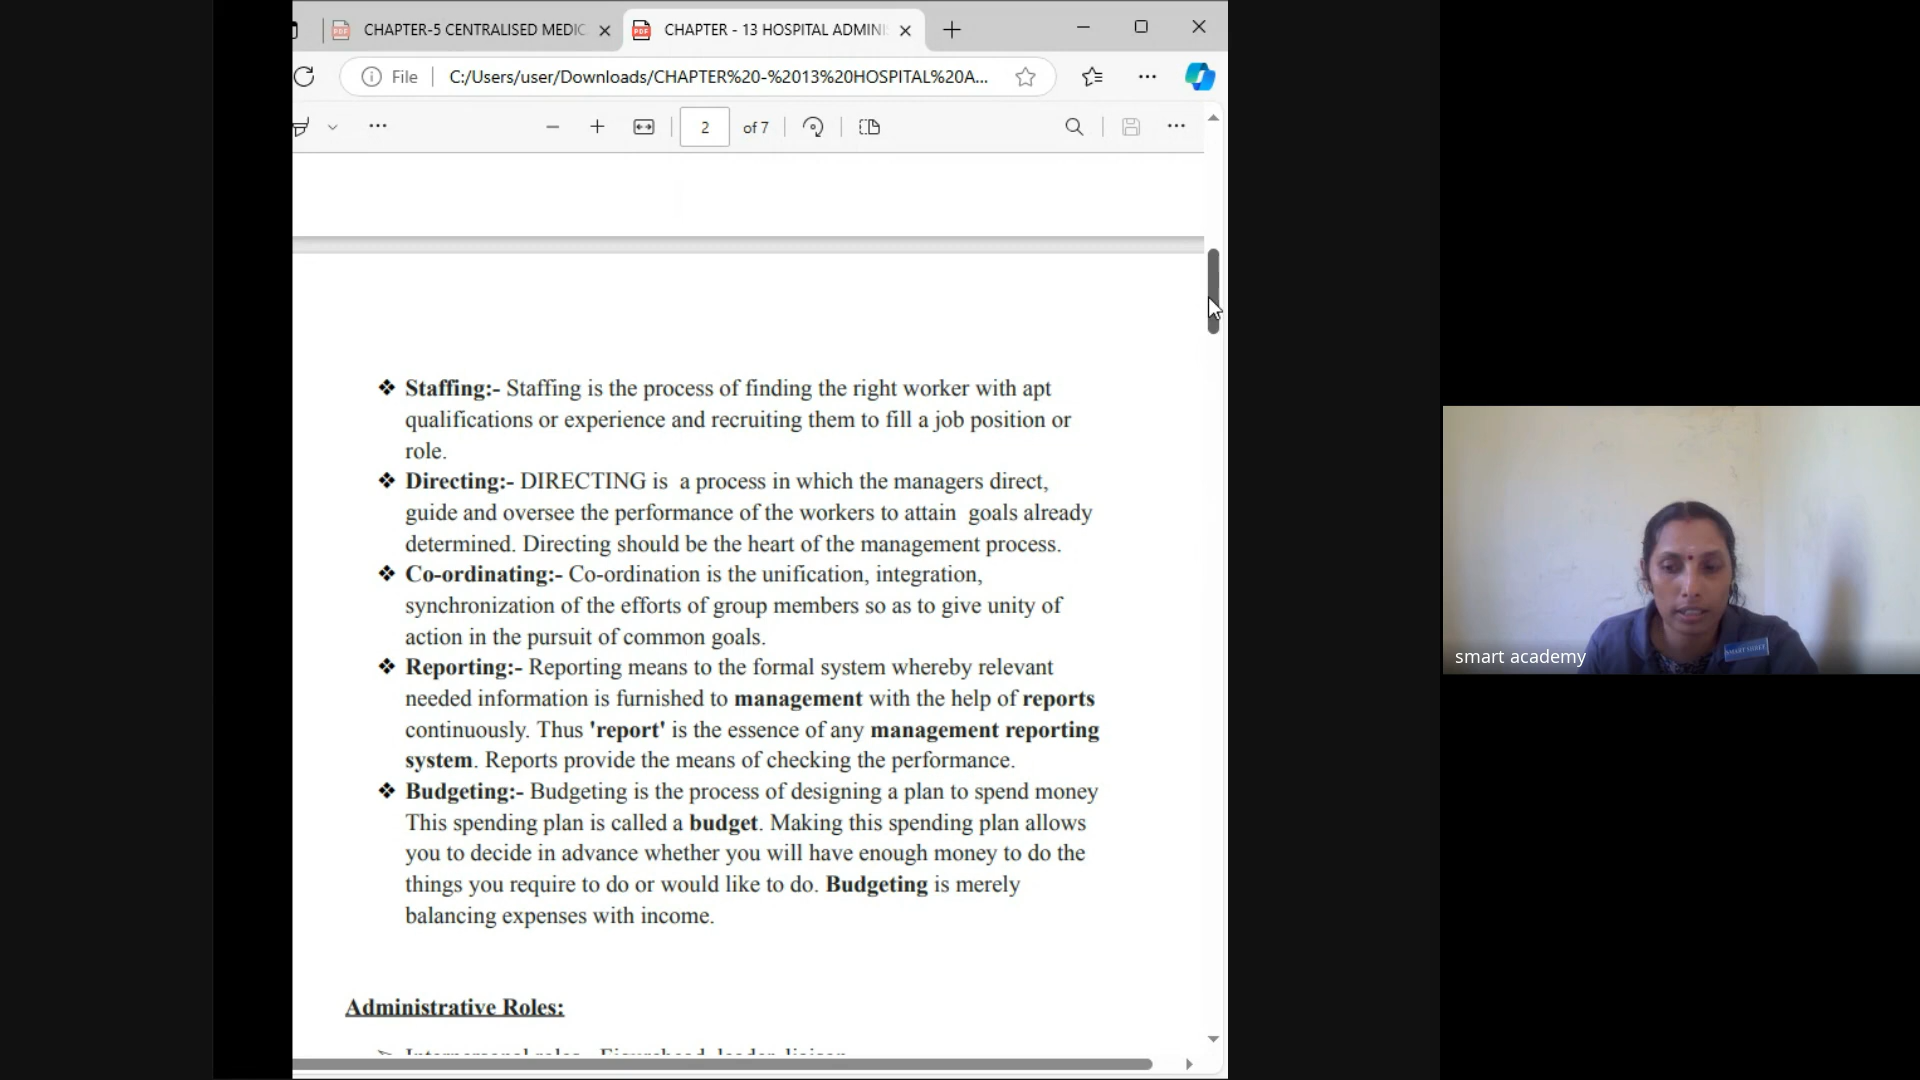 CHAPTER-5 CENTRALISED MEDIC
CHAPTER - 13 HOSPITAL ADMINI
File
C:/Users/user/Downloads/CHAPTER%20-%2013%20HOSPITAL%20A...
2 of 7
❖ Staffing:- Staffing is the process of finding the right worker with apt
qualifications or experience and recruiting them to fill a job position or
role.
❖ Directing:- DIRECTING is a process in which the managers direct,
guide and oversee the performance of the workers to attain goals already
determined. Directing should be the heart of the management process.
❖ Co-ordinating:- Co-ordination is the unification, integration,
synchronization of the efforts of group members so as to give unity of
action in the pursuit of common goals.
❖ Reporting:- Reporting means to the formal system whereby relevant
needed information is furnished to management with the help of reports
continuously. Thus 'report' is the essence of any management reporting
system. Reports provide the means of checking the performance.
❖ Budgeting:- Budgeting is the process of designing a plan to spend money
This spending plan is called a budget. Making this spending plan allows
you to decide in advance whether you will have enough money to do the
things you require to do or would like to do. Budgeting is merely
balancing expenses with income.
Administrative Roles:
➢ Interpersonal roles - Figurehead, leader, liaison
smart academy